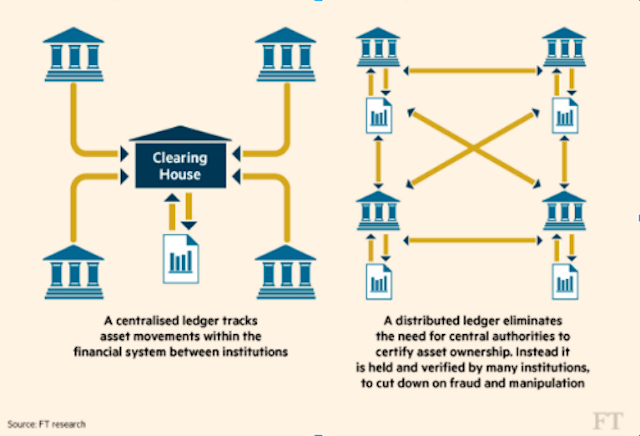 Clearing
House
A centralised ledger tracks
asset movements within the
financial system between institutions
A distributed ledger eliminates
the need for central authorities to
certify asset ownership. Instead it
is held and verified by many institutions,
to cut down on fraud and manipulation
Source: FT research
FT